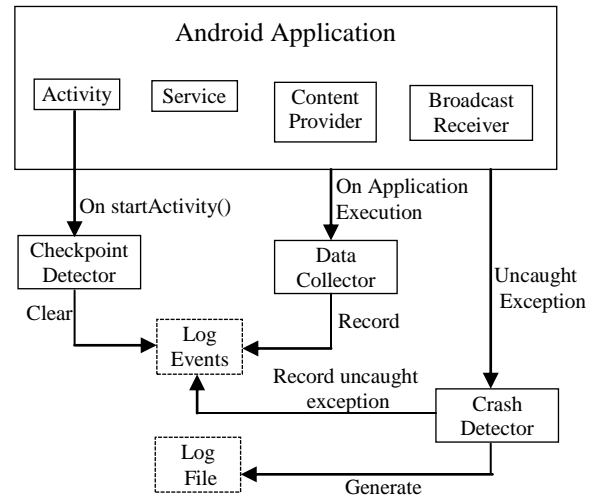 Android Application
Activity
Service
Content
Provider
Broadcast
Receiver
On startActivity()
On Application
Execution
Checkpoint
Detector
Data
Collector
Uncaught
Exception
Clear
Record
Log
Events
Record uncaught
exception
Crash
Detector
Log
File
Generate